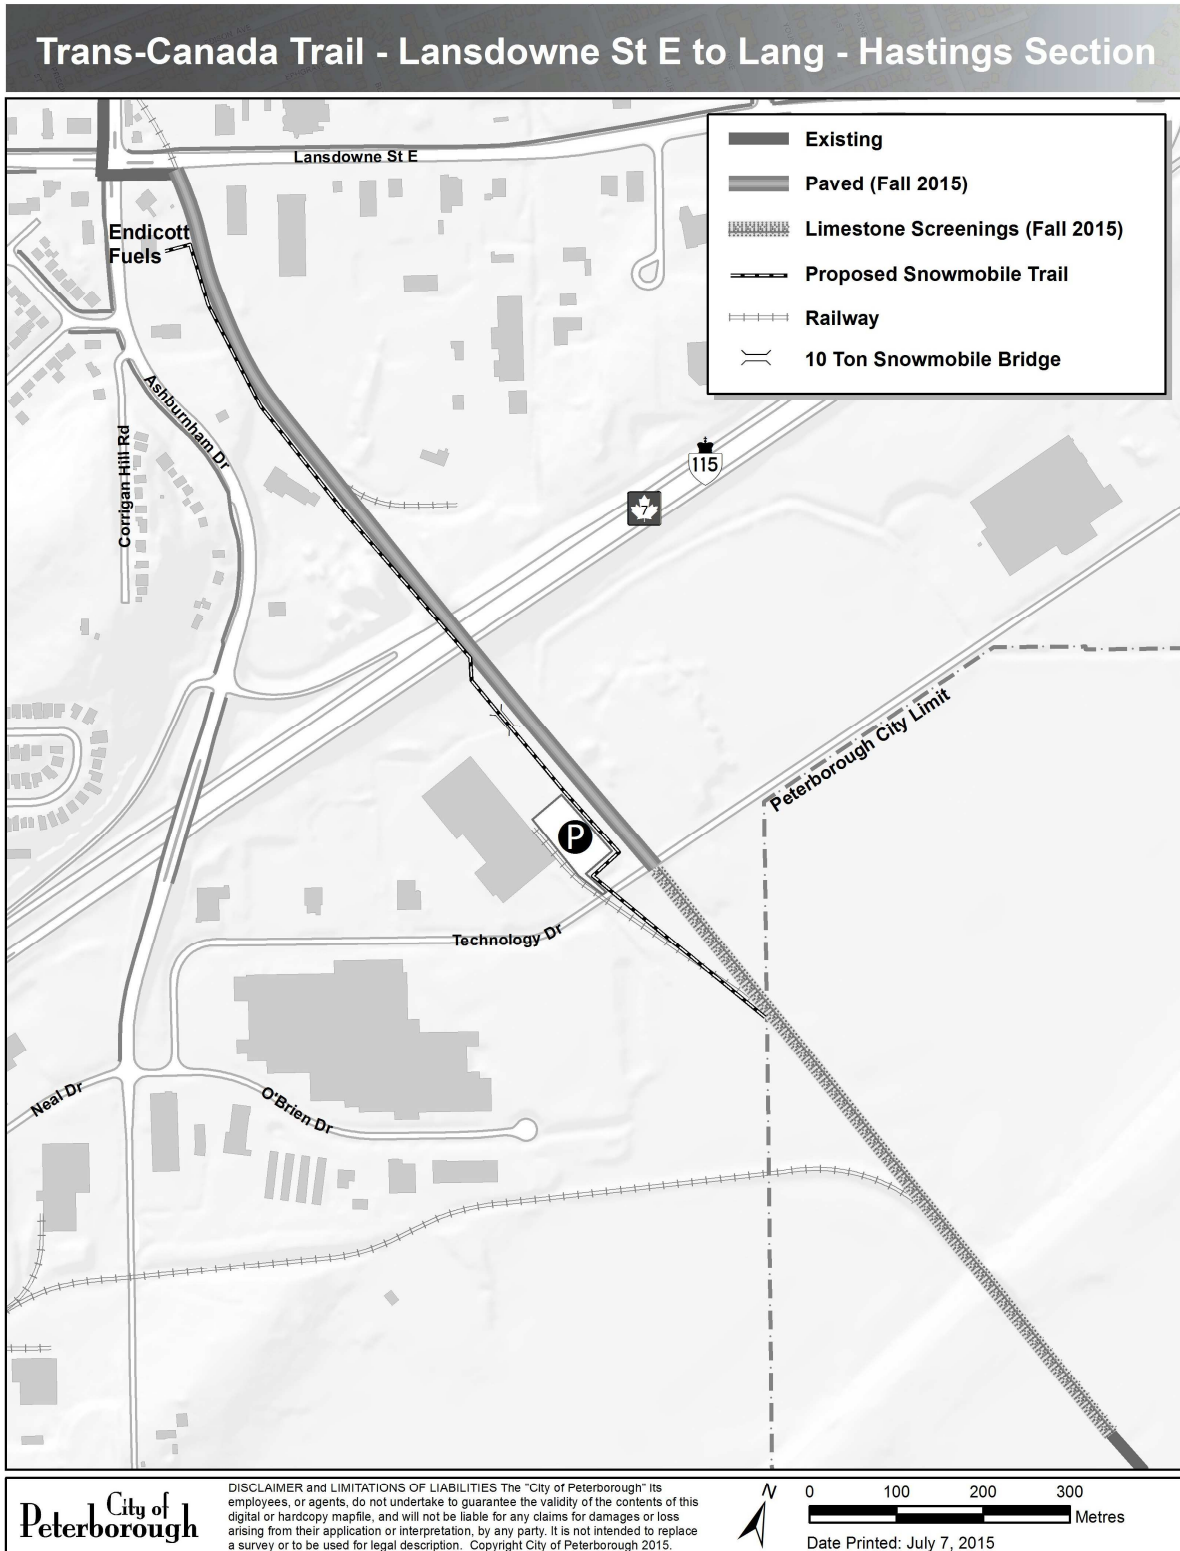 Trans-Canada Trail - Lansdowne St E to Lang - Hastings Section
Existing
Paved (Fall 2015)
Limestone Screenings (Fall 2015)
Proposed Snowmobile Trail
Railway
10 Ton Snowmobile Bridge
Lansdowne St E
Endicott
Fuels
Ashburnham Dr
Corrigan Hill Rd
115
7
Peterborough City Limit
P
Technology Dr
Neal Dr
O'Brien Dr
City of
Peterborough
DISCLAIMER and LIMITATIONS OF LIABILITIES The "City of Peterborough" Its
employees, or agents, do not undertake to guarantee the validity of the contents of this
digital or hardcopy mapfile, and will not be liable for any claims for damages or loss
arising from their application or interpretation, by any party. It is not intended to replace
a survey or to be used for legal description. Copyright City of Peterborough 2015.
N
0 100 200 300
Metres
Date Printed: July 7, 2015